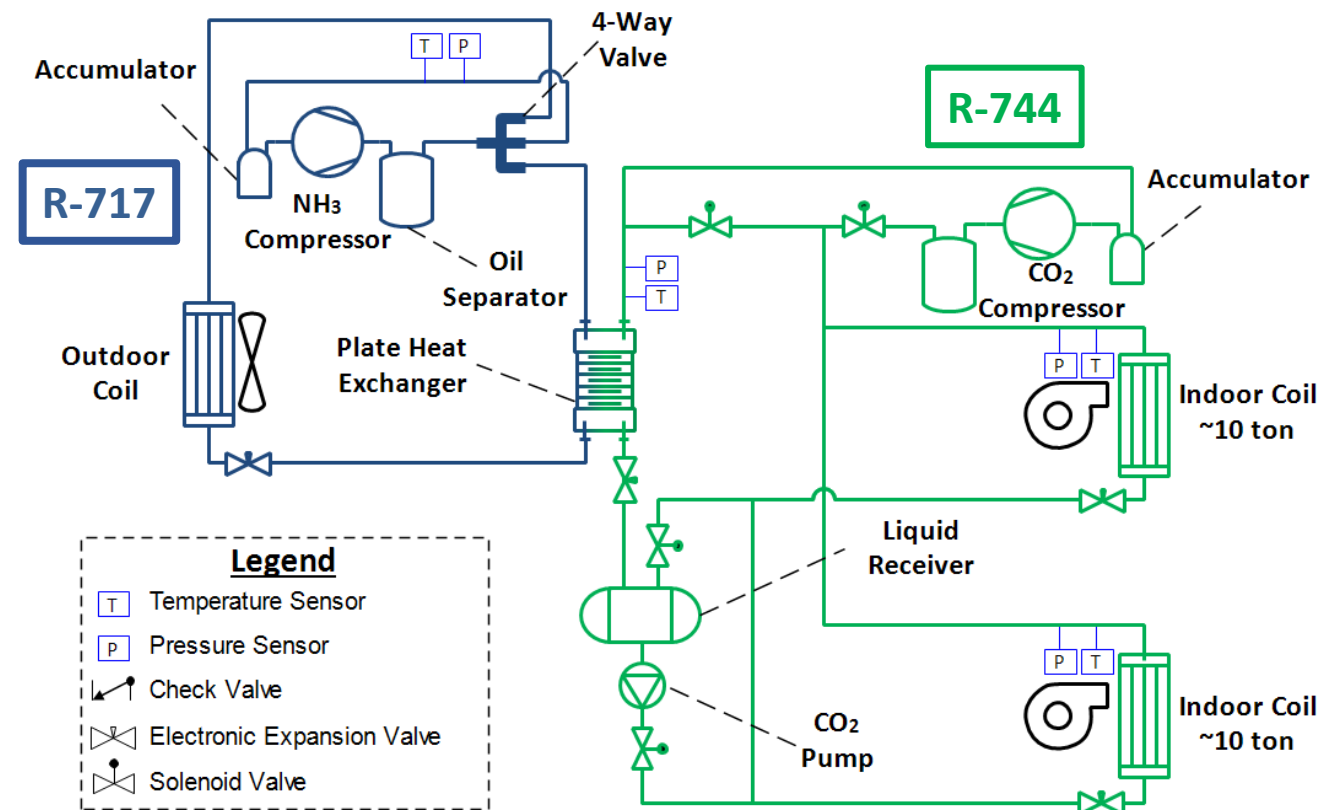 4-Way
Valve
T
P
Accumulator
R-744
R-717
NH₃
Compressor
Accumulator
Oil
Separator
P
T
CO₂
Compressor
Plate Heat
Exchanger
Outdoor
Coil
P
T
Indoor Coil
~10 ton
Liquid
Receiver
Legend
T
Temperature Sensor
P
Pressure Sensor
Check Valve
Electronic Expansion Valve
Solenoid Valve
P
T
Indoor Coil
~10 ton
CO₂
Pump